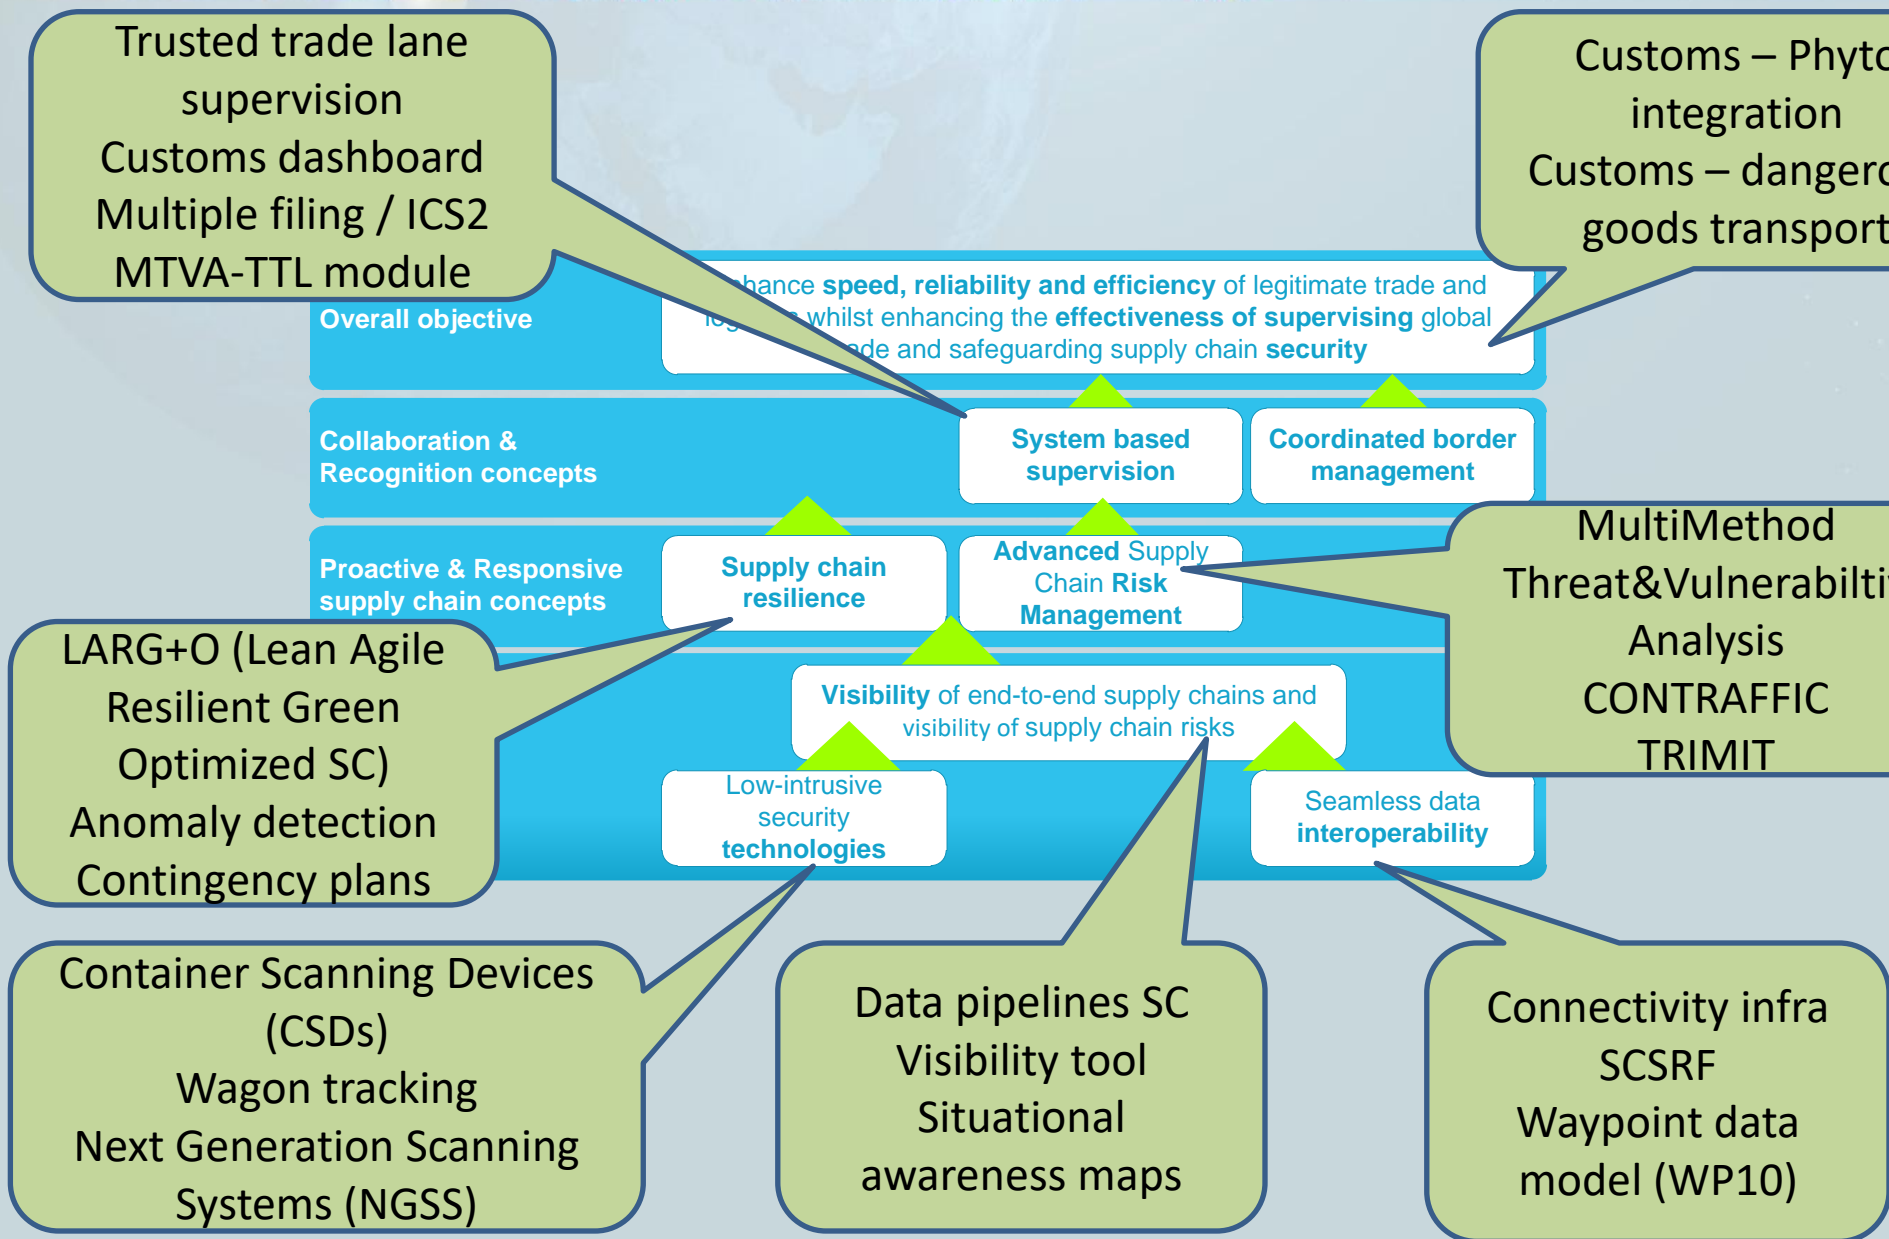 Trusted trade lane
supervision
Customs dashboard
Multiple filing / ICS2
MTVA-TTL module
Customs – Phyto
integration
Customs –
goods transport
Overall objective
speed, reliability and efficiency of legitimate trade and
whilst enhancing the effectiveness of supervising global
and safeguarding supply chain security
Collaboration &
Recognition concepts
System based
supervision
Coordinated border
management
Proactive & Responsive
supply chain concepts
Supply chain
resilience
Advanced Supply
Chain Risk
Management
MultiMethod
Analysis
CONTRAFFIC
TRIMIT
LARG+O (Lean Agile
Resilient Green
Optimized SC)
Anomaly detection
Contingency plans
Visibility of end-to-end supply chains and
visibility of supply chain risks
Low-intrusive
security
technologies
Seamless data
interoperability
Container Scanning Devices
(CSDs)
Wagon tracking
Next Generation Scanning
Systems (NGSS)
Data pipelines SC
Visibility tool
Situational
awareness maps
Connectivity infra
SCSRF
Waypoint data
model (WP10)